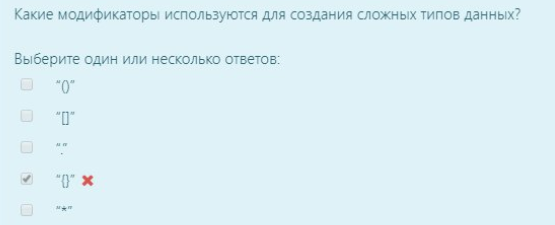 Какие модификаторы используются для создания сложных типов данных?
Выберите один или несколько ответов:
“()”
“[]”
“.”
“{}”
“*”